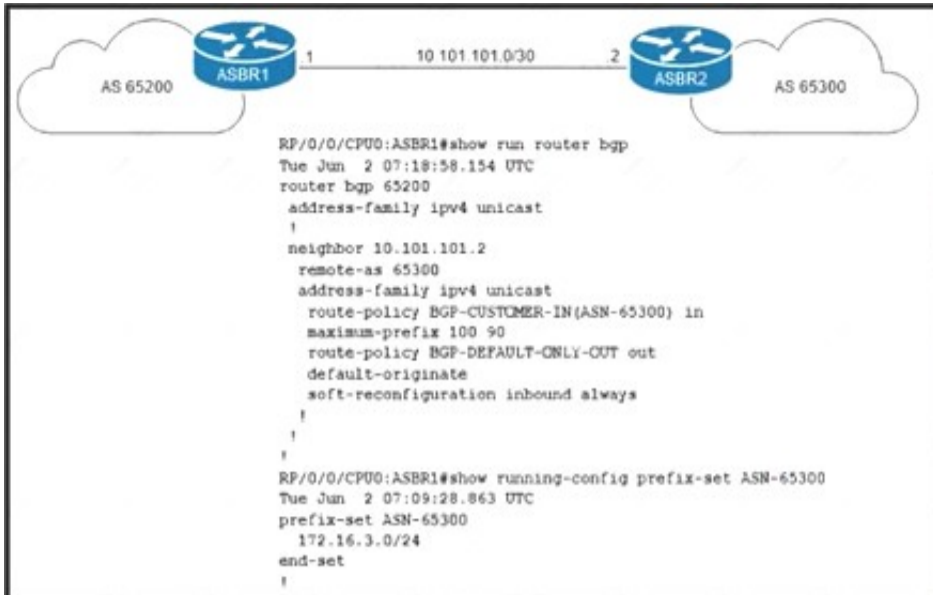 AS 65200
ASBR1
.1
10 101.101.0/30
.2
ASBR2
AS 65300
RP/0/0/CPU0:ASBR1#show run router bgp
Tue Jun 2 07:18:58.154 UTC
router bgp 65200
address-family ipv4 unicast
!
neighbor 10.101.101.2
remote-as 65300
address-family ipv4 unicast
route-policy BGP-CUSTOMER-IN(ASN-65300) in
maximum-prefix 100 90
route-policy BGP-DEFAULT-ONLY-OUT out
default-originate
soft-reconfiguration inbound always
!
!
!
RP/0/0/CPU0:ASBR1#show running-config prefix-set ASN-65300
Tue Jun 2 07:09:28.863 UTC
prefix-set ASN-65300
172.16.3.0/24
end-set
!